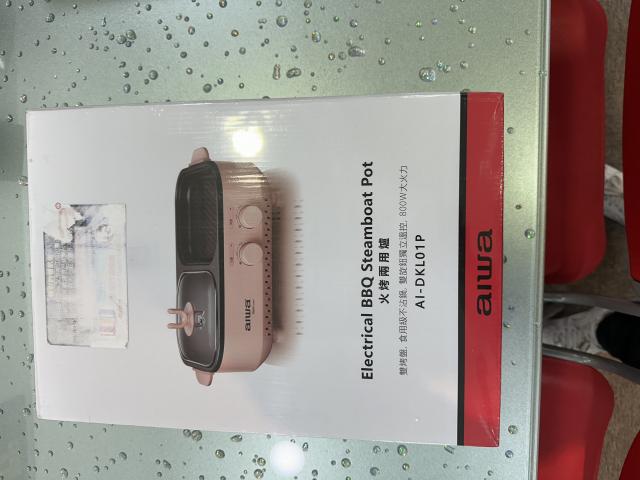 Electrical BBQ Steamboat Pot
火烤兩用爐
雙烤盤, 食用級不沾鍋, 雙旋鈕獨立溫控, 800W大火力
AI-DKL01P
aiwa
aiwa